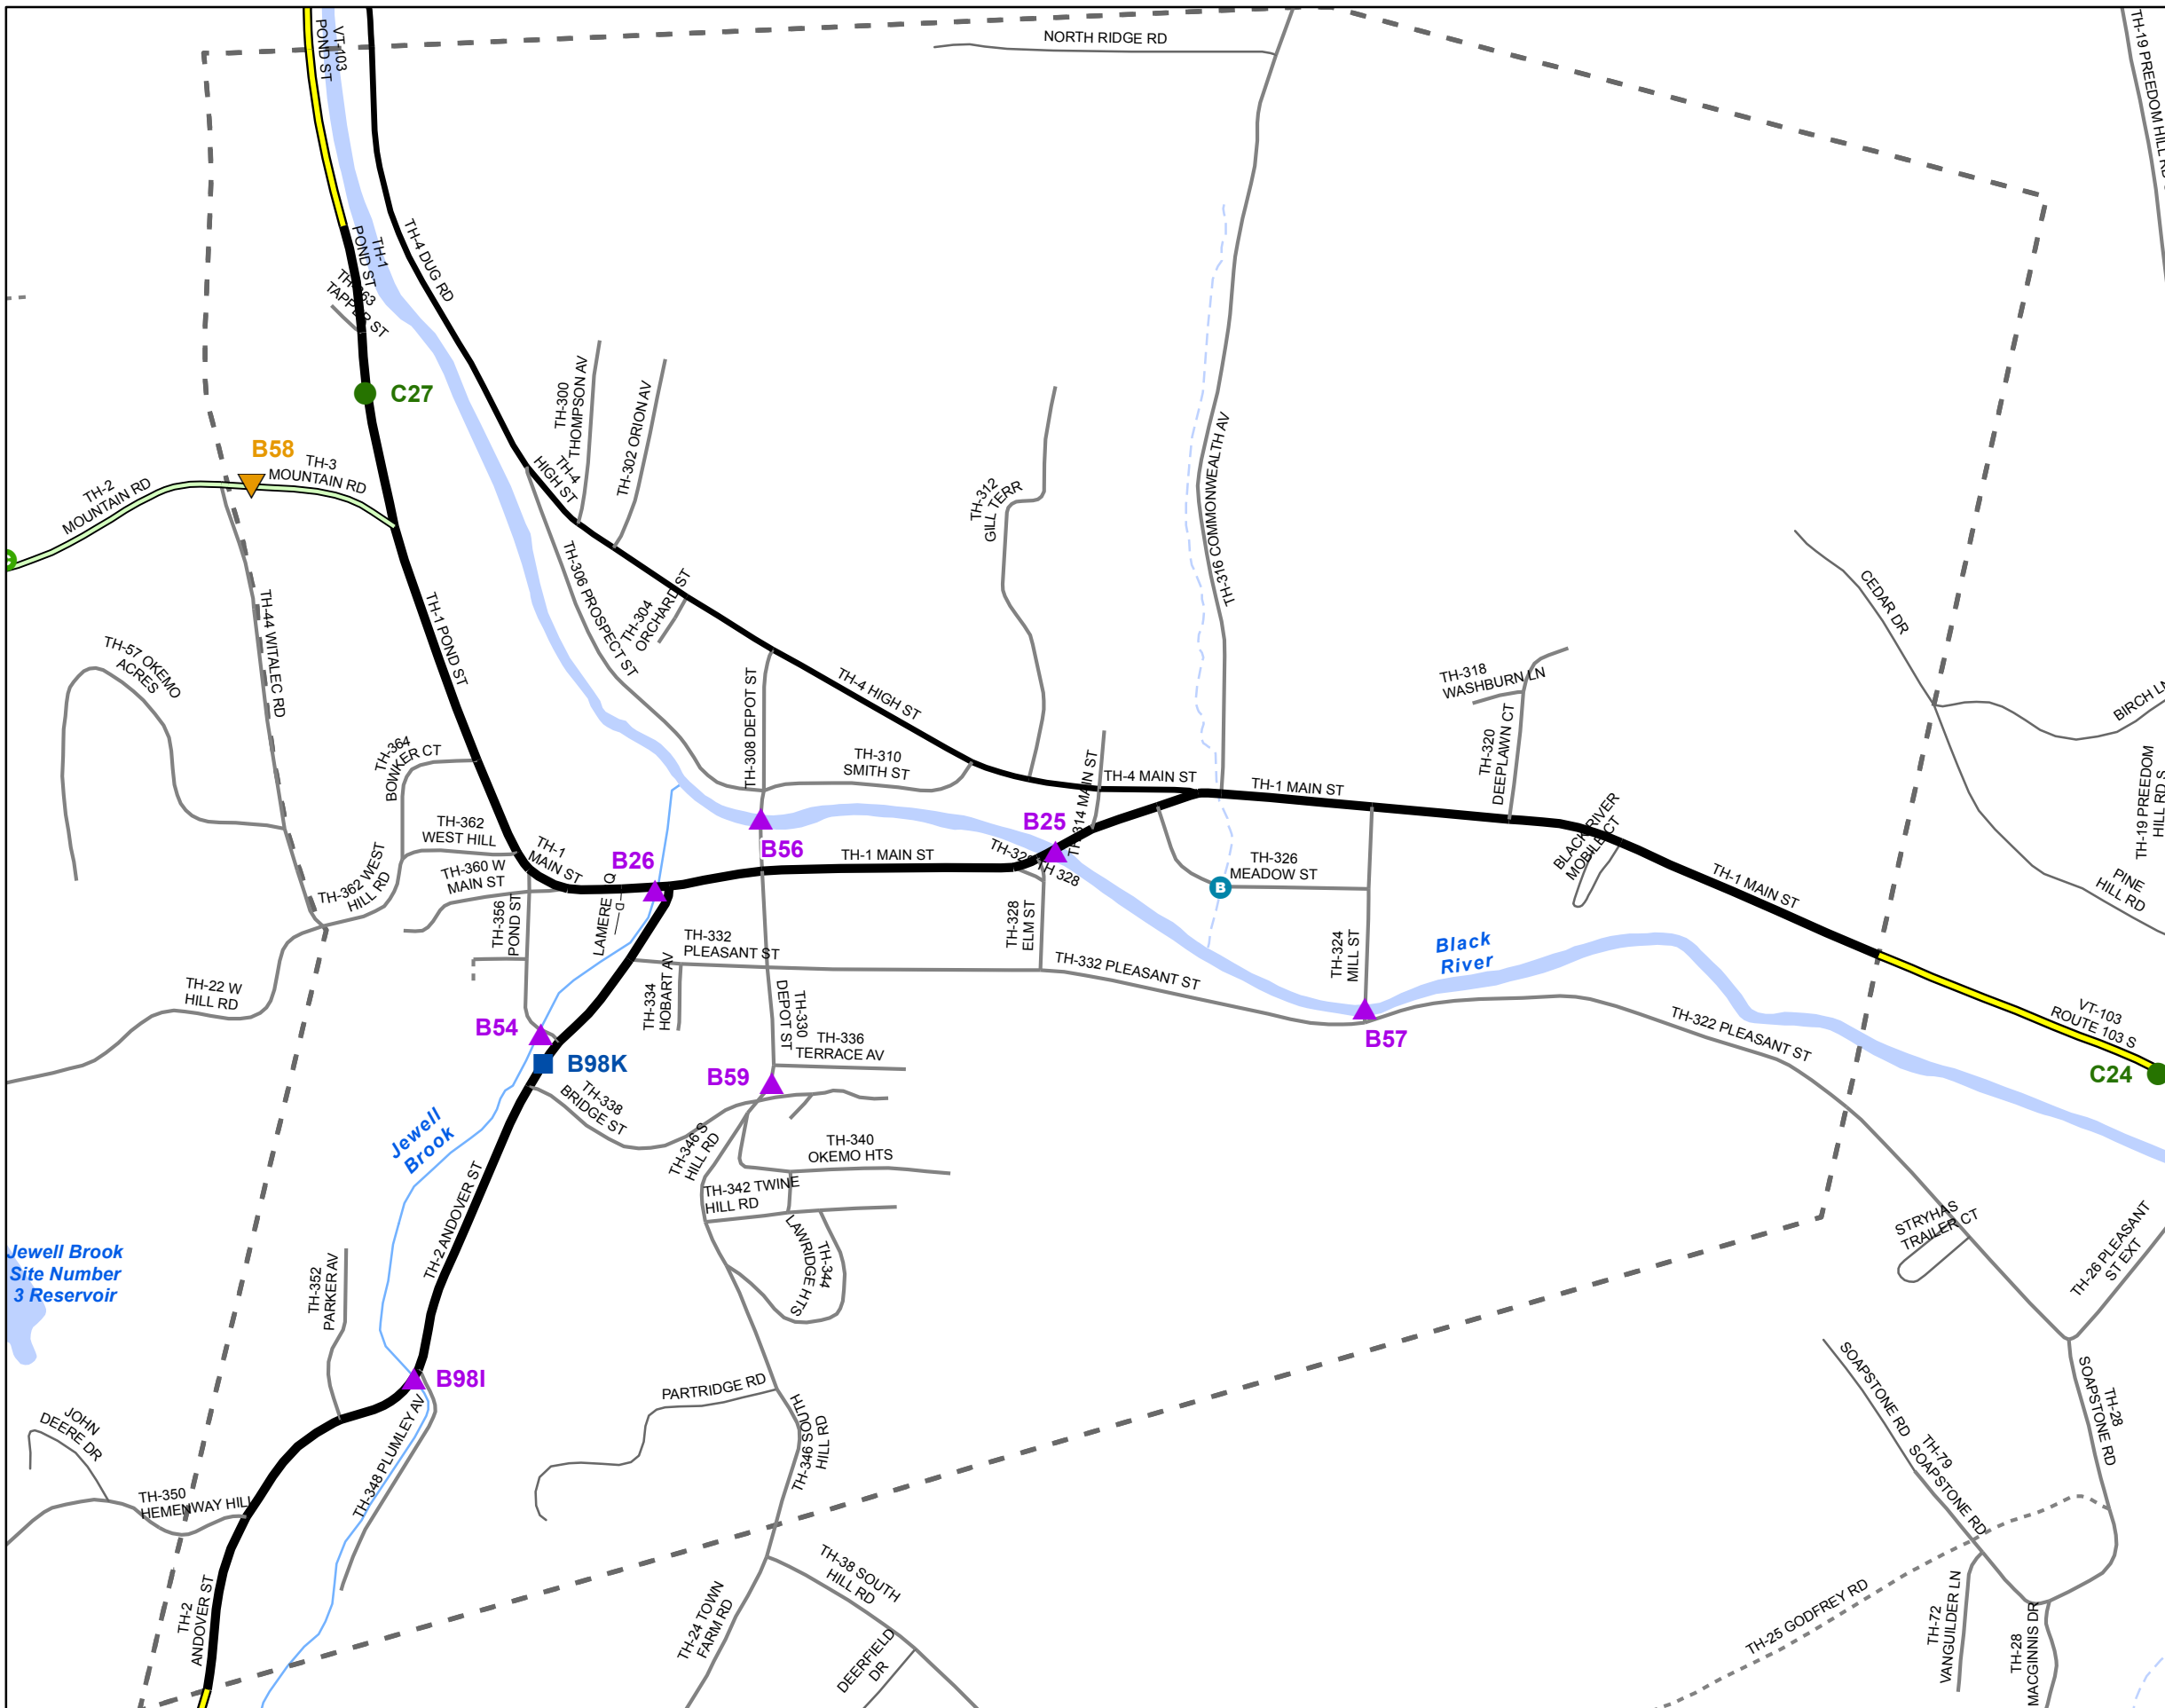 NORTH RIDGE RD
VT-103
POND ST
TH-19 FREEDOM HILL RD
TH-4 DUG RD
TH-1
POND ST
TH-363
TAPPER ST
C27
B58
TH-3
MOUNTAIN RD
TH-2
MOUNTAIN RD
TH-300
THOMPSON AV
TH-302 ORION AV
TH-4
HIGH ST
TH-312
GILL TERR
TH-316 COMMONWEALTH AV
TH-306 PROSPECT ST
TH-304
ORCHARD ST
TH-44 WITALEC RD
TH-1 POND ST
TH-57 OKEMO
ACRES
CEDAR DR
BIRCH LN
TH-308 DEPOT ST
TH-4 HIGH ST
TH-318
WASHBURN LN
TH-320
DEEPLAWN CT
TH-364
BOWKER CT
TH-310
SMITH ST
TH-314 MAIN ST
TH-4 MAIN ST
TH-1 MAIN ST
TH-19 FREEDOM
HILL RD S
BLACK RIVER
MOBILE CT
TH-362
WEST HILL
TH-1
MAIN ST
B26
B56
B25
TH-1 MAIN ST
TH-328
TH 328
TH-326
MEADOW ST
B
TH-360 W
MAIN ST
TH-362 WEST
HILL RD
TH-1 MAIN ST
PINE
HILL RD
TH-356
POND ST
LAMERE Q
D
TH-332
PLEASANT ST
TH-328
ELM ST
TH-332 PLEASANT ST
TH-324
MILL ST
Black
River
TH-22 W
HILL RD
TH-334
HOBART AV
TH-330
DEPOT ST
B54
B98K
TH-336
TERRACE AV
B59
B57
TH-322 PLEASANT ST
VT-103
ROUTE 103 S
C24
TH-338
BRIDGE ST
Jewell
Brook
TH-346 S
HILL RD
TH-340
OKEMO HTS
TH-342 TWINE
HILL RD
TH-344
LAWRIDGE HTS
TH-2 ANDOVER ST
STRYHAS
TRAILER CT
TH-26 PLEASANT
ST EXT
Jewell Brook
Site Number
3 Reservoir
TH-352
PARKER AV
B98I
PARTRIDGE RD
TH-346 SOUTH
HILL RD
SOAPSTONE RD
TH-28
SOAPSTONE RD
JOHN
DEERE DR
TH-348 PLUMLEY AV
TH-79
SOAPSTONE RD
TH-350
HEMENWAY HILL
TH-38 SOUTH
HILL RD
TH-2
ANDOVER ST
TH-24 TOWN
FARM RD
DEERFIELD
DR
TH-25 GODFREY RD
TH-72
VANGUILDER LN
TH-28
MACGINNIS DR